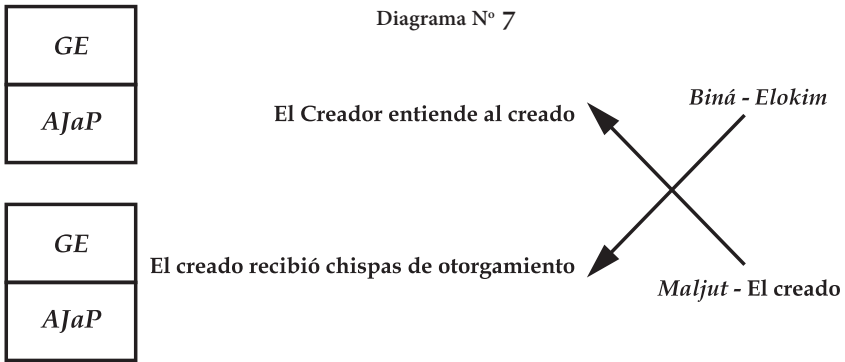 Diagrama Nº 7
GE
AJaP
El Creador entiende al creado
Biná - Elokim
GE
AJaP
El creado recibió chispas de otorgamiento
Maljut - El creado